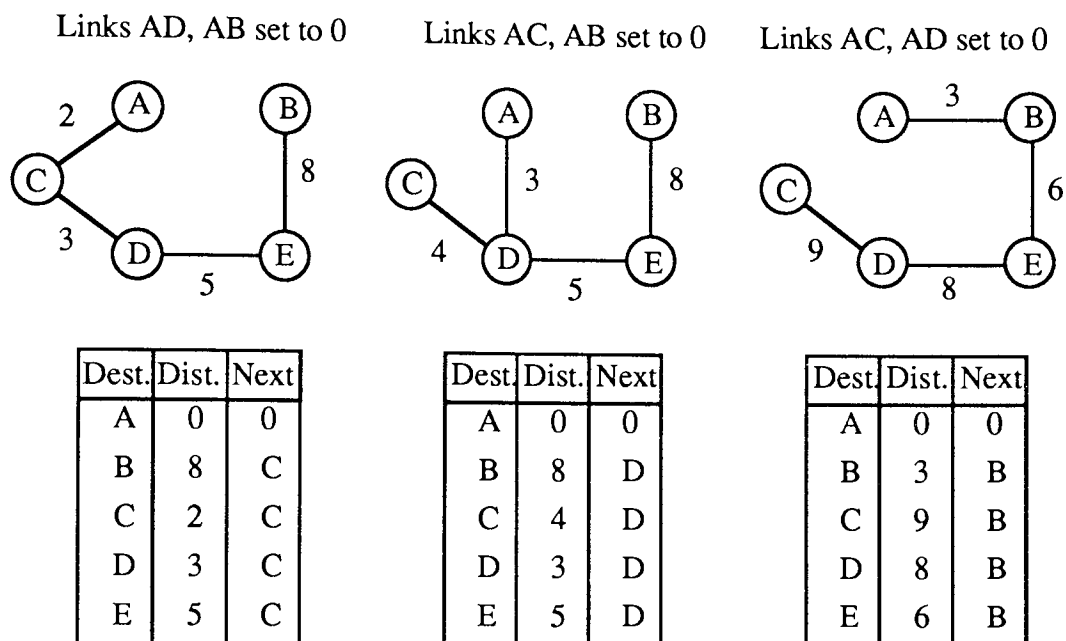 Links AD, AB set to 0
Links AC, AB set to 0
Links AC, AD set to 0
2 A B
C 8
3 D E
5
A B
C 3 8
4 D E
5
3
A B
C 6
9 D E
8
Dest. Dist. Next
A 0 0
B 8 C
C 2 C
D 3 C
E 5 C
Dest. Dist. Next
A 0 0
B 8 D
C 4 D
D 3 D
E 5 D
Dest. Dist. Next
A 0 0
B 3 B
C 9 B
D 8 B
E 6 B